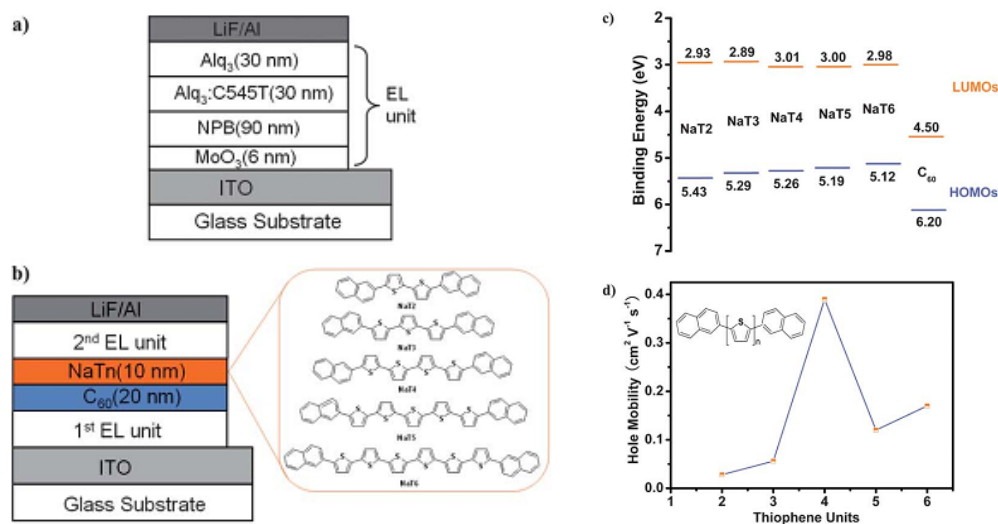 a)
LiF/Al
Alq₃(30 nm)
Alq₃:C545T(30 nm)
NPB(90 nm)
MoO₃(6 nm)
EL
unit
ITO
Glass Substrate
b)
LiF/Al
2ⁿᵈ EL unit
NaTn(10 nm)
C₆₀(20 nm)
1ˢᵗ EL unit
ITO
Glass Substrate
S S
NaT2
S S S
NaT3
S S S S
NaT4
S S S S S
NaT5
S S S S S S
NaT6
c)
Binding Energy (eV)
2
3
4
5
6
7
2.93 2.89 3.01 3.00 2.98
LUMOs
NaT2 NaT3 NaT4 NaT5 NaT6
4.50
C₆₀
5.43 5.29 5.26 5.19 5.12
HOMOs
6.20
d)
Hole Mobility (cm² V⁻¹ s⁻¹)
0.4
0.3
0.2
0.1
0.0
S
n
1 2 3 4 5 6
Thiophene Units